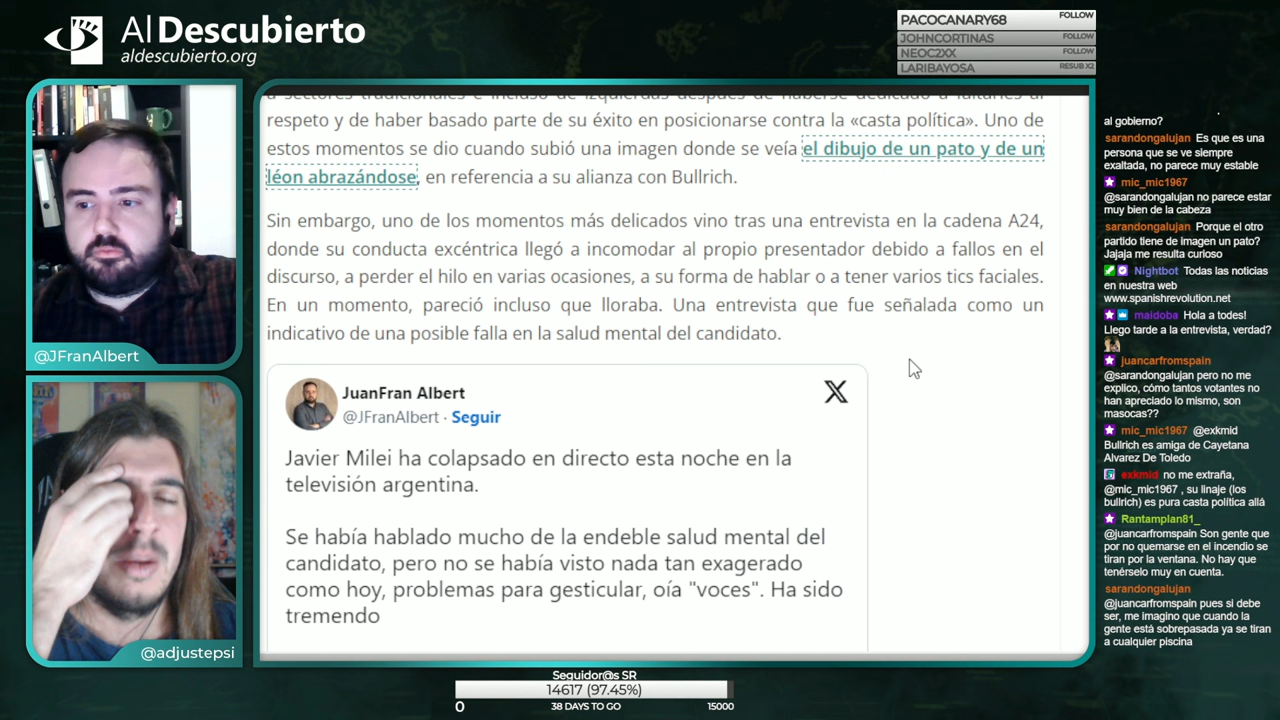 Al Descubierto
aldescubierto.org
PACOCANARY68 FOLLOW
JOHNCORTINAS FOLLOW
NEOC2XX FOLLOW
LARIBAYOSA RESUB X2
@JFranAlbert
@adjustepsi
respeto y de haber basado parte de su éxito en posicionarse contra la «casta política». Uno de
estos momentos sudicuando subió una imagen donde se veía el dibujo de un pato y de un
léon abrazándose, en referencia a su alianza con Bullrich.
Sin embargo, uno de los momentos más delicados vino tras una entrevista en la cadena A24,
donde su conducta excéntrica llegó a incomodar al propio presentador debido a fallos en el
discurso, a perder el hilo en varias ocasiones, a su forma de hablar o a tener varios tics faciales.
En un momento, pareció incluso que lloraba. Una entrevista que fue señalada como un
indicativo de una posible falla en la salud mental del candidato.
JuanFran Albert
@JFranAlbert · Seguir
X
Javier Milei ha colapsado en directo esta noche en la
televisión argentina.
Se había hablado mucho de la endeble salud mental del
candidato, pero no se había visto nada tan exagerado
como hoy, problemas para gesticular, oía "voces". Ha sido
tremendo
al gobierno?
sarandongalujan Es que es una
persona que se ve siempre
exaltada, no parece muy estable
mic_mic1967
@sarandongalujan no parece estar
muy bien de la cabeza
sarandongalujan Porque el otro
partido tiene de imagen un pato?
Jajaja me resulta curioso
Nightbot Todas las noticias
en nuestra web
www.spanishrevolution.net
maidoba Hola a todes!
Llego tarde a la entrevista, verdad?
juancarfromspain
@sarandongalujan pero no me
explico, cómo tantos votantes no
han apreciado lo mismo, son
masocas??
mic_mic1967 @exkmid
Bullrich es amiga de Cayetana
Alvarez De Toledo
exkmid no me extraña,
@mic_mic1967 , su linaje (los
bullrich) es pura casta política allá
Rantamplan81_
@juancarfromspain Son gente que
por no quemarse en el incendio se
tiran por la ventana. No hay que
tenérselo muy en cuenta.
sarandongalujan
@juancarfromspain pues si debe
ser, me imagino que cuando la
gente está sobrepasada ya se tiran
a cualquier piscina
Seguidor@s SR
14617 (97.45%)
0 38 DAYS TO GO 15000